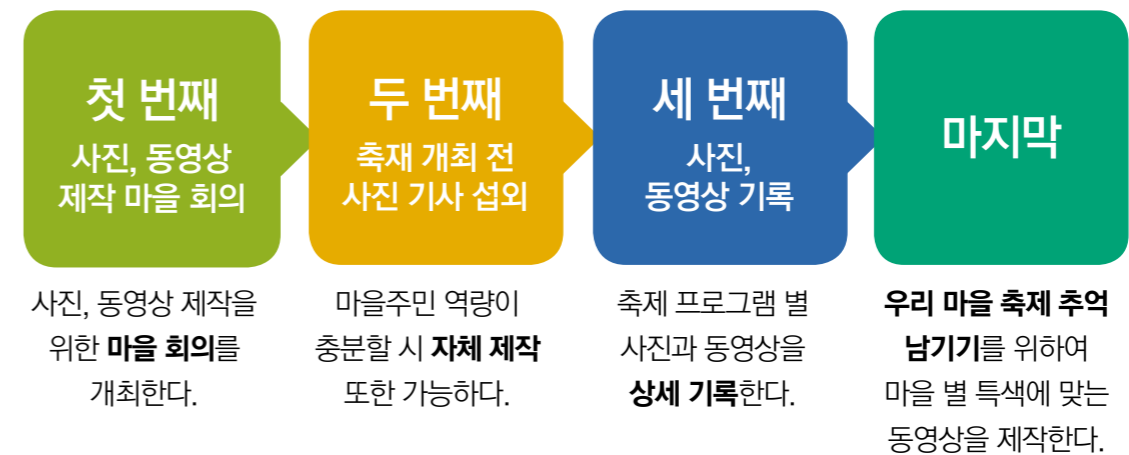 첫 번째
사진, 동영상
제작 마을 회의
두 번째
축재 개최 전
사진 기사 섭외
세 번째
사진,
동영상 기록
마지막
사진, 동영상 제작을
위한 마을 회의를
개최한다.
마을주민 역량이
충분할 시 자체 제작
또한 가능하다.
축제 프로그램 별
사진과 동영상을
상세 기록한다.
우리 마을 축제 추억
남기기를 위하여
마을 별 특색에 맞는
동영상을 제작한다.